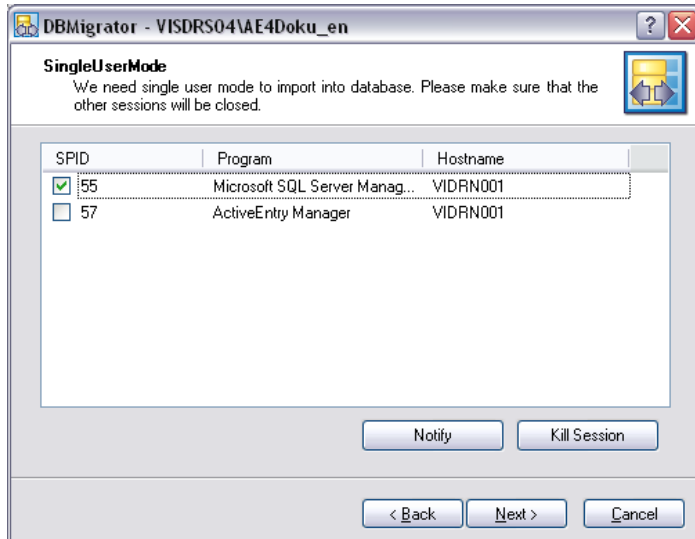 DBMigrator - VISDRS04\AE4Doku_en
SingleUserMode
We need single user mode to import into database. Please make sure that the
other sessions will be closed.
SPID Program Hostname
55 Microsoft SQL Server Manag... VIDRN001
57 ActiveEntry Manager VIDRN001
Notify Kill Session
< Back Next > Cancel